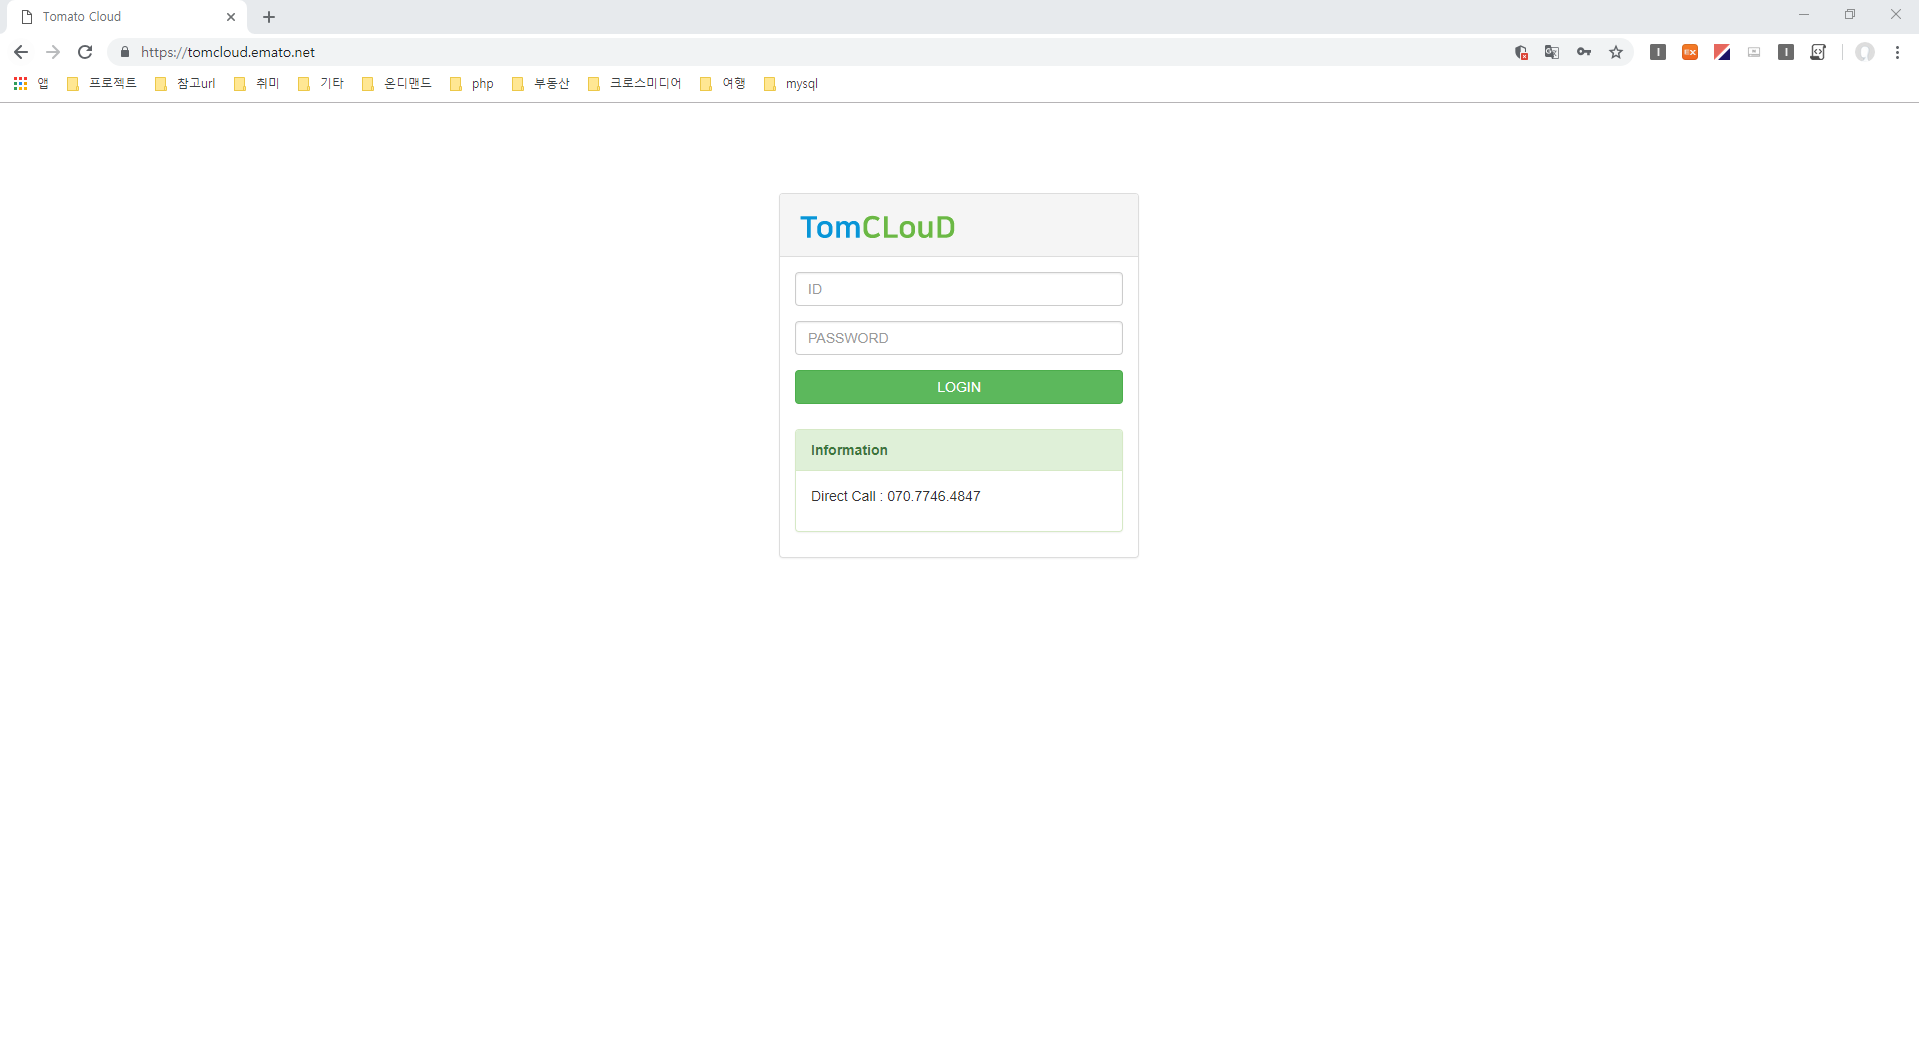 Tomato Cloud
https://tomcloud.emato.net
앱 프로젝트 참고url 취미 기타 온디맨드 php 부동산 크로스미디어 여행 mysql
TomCLouD
ID
PASSWORD
LOGIN
Information
Direct Call : 070.7746.4847